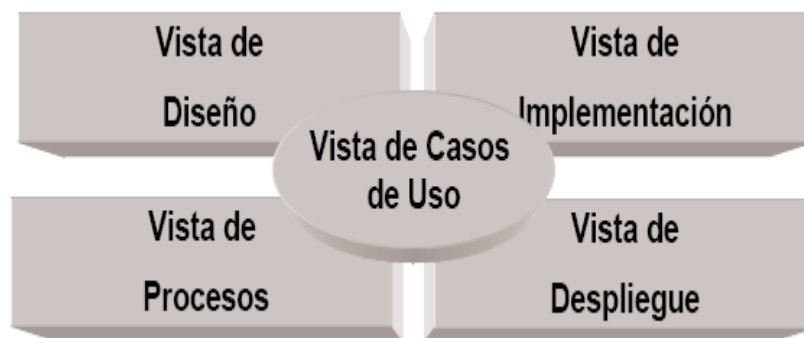 Vista de
Diseño
Vista de
Implementación
Vista de Casos
de Uso
Vista de
Procesos
Vista de
Despliegue